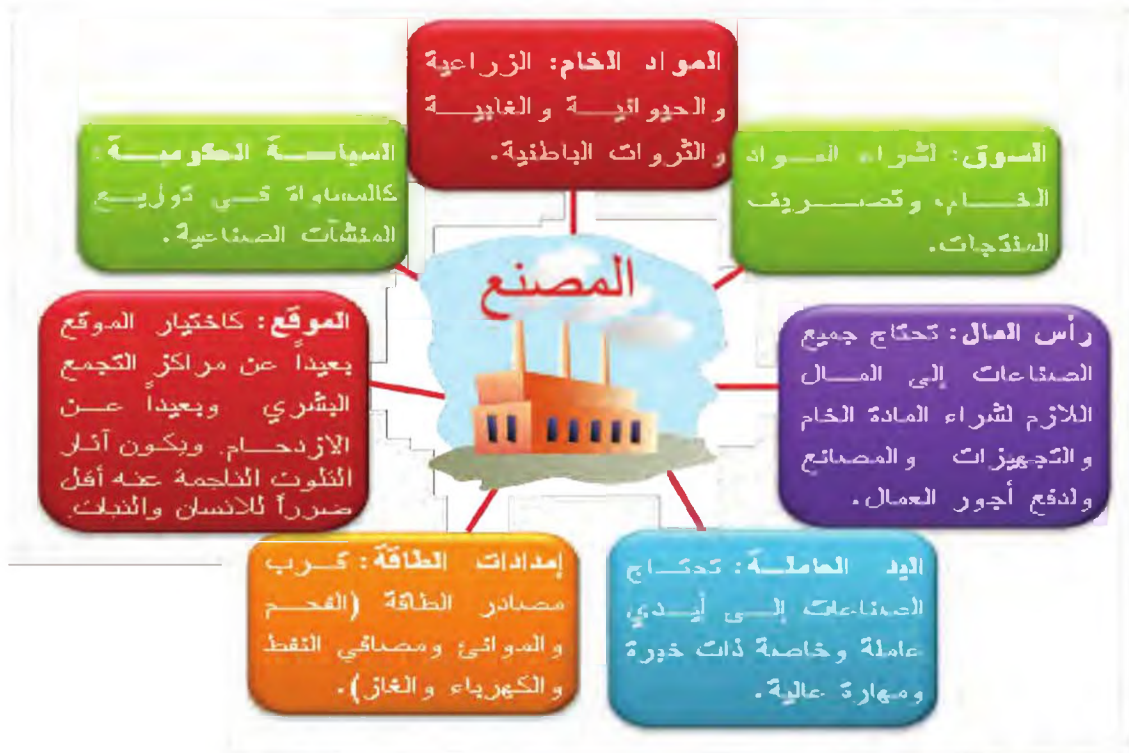 المواد الخام: الزراعية
والحيوانية والغابية
والثروات الباطنية.
السوق: لشراء المواد
الخام، وتصريف
المنتجات.
رأس المال: تحتاج جميع
الصناعات إلى المال
اللازم لشراء المادة الخام
والتجهيزات والمصانع
ولدفع أجور العمال.
اليد العاملة: تحتاج
الصناعات إلى أيدي
عاملة وخاصة ذات خبرة
ومهارة عالية.
إمدادات الطاقة: كقرب
مصادر الطاقة (الفحم
والموانئ ومصافي النفط
والكهرباء والغاز).
الموقع: كاختيار الموقع
بعيداً عن مراكز التجمع
البشري وبعيداً عن
الازدحام. ويكون آثار
التلوث الناجمة عنه أقل
ضرراً للانسان والنبات.
السياسة الحكومية:
كالمساواة في توزيع
المنشآت الصناعية.
المصنع